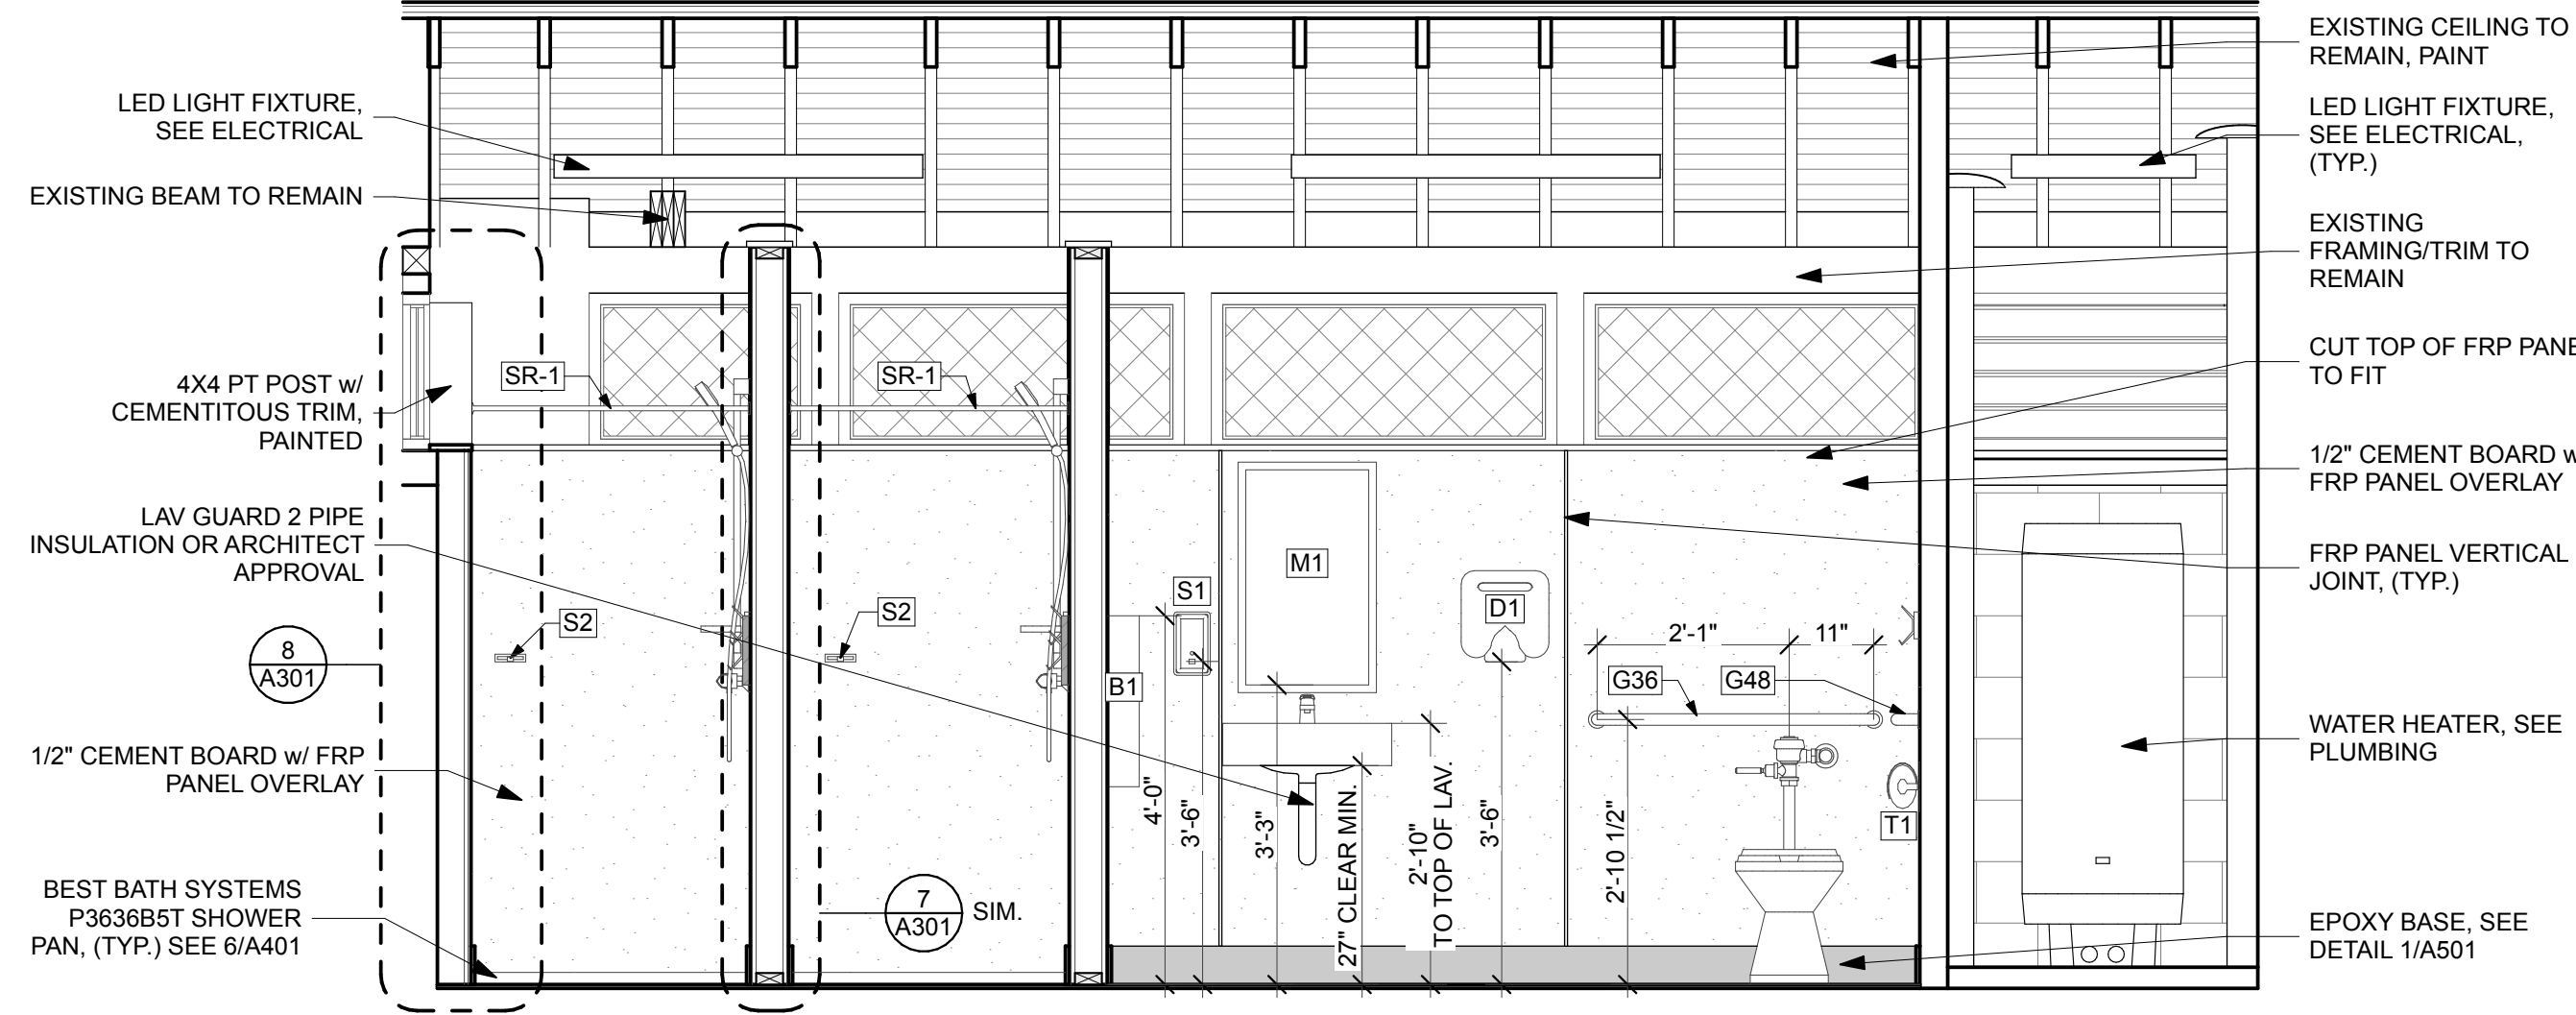 LED LIGHT FIXTURE,
SEE ELECTRICAL
EXISTING BEAM TO REMAIN
4X4 PT POST w/
CEMENTITOUS TRIM,
PAINTED
LAV GUARD 2 PIPE
INSULATION OR ARCHITECT
APPROVAL
8
A301
1/2" CEMENT BOARD w/ FRP
PANEL OVERLAY
BEST BATH SYSTEMS
P3636B5T SHOWER
PAN, (TYP.) SEE 6/A401
SR-1
SR-1
S2
S2
7
A301
SIM.
B1
S1
M1
D1
G36
G48
T1
2'-1"
11"
4'-0"
3'-6"
3'-3"
27" CLEAR MIN.
2'-10"
TO TOP OF LAV.
3'-6"
2'-10 1/2"
EXISTING CEILING TO
REMAIN, PAINT
LED LIGHT FIXTURE,
SEE ELECTRICAL,
(TYP.)
EXISTING
FRAMING/TRIM TO
REMAIN
CUT TOP OF FRP PANE
TO FIT
1/2" CEMENT BOARD w
FRP PANEL OVERLAY
FRP PANEL VERTICAL
JOINT, (TYP.)
WATER HEATER, SEE
PLUMBING
EPOXY BASE, SEE
DETAIL 1/A501